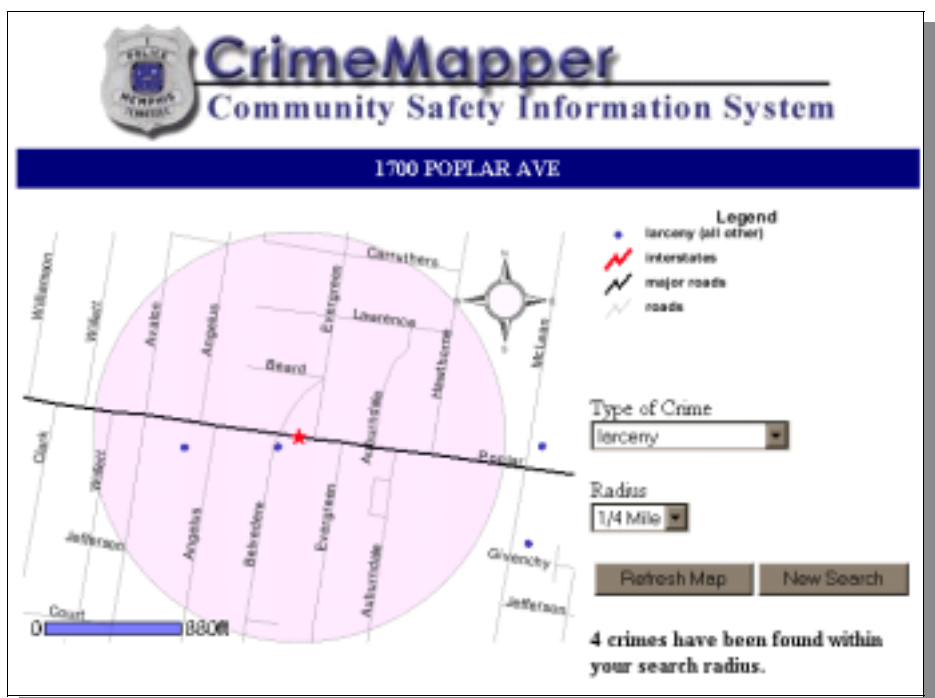 POLICE
MEMPHIS
TENNESSEE
CrimeMapper
Community Safety Information System
1700 POPLAR AVE
Legend
larceny (all other)
interstates
major roads
roads
Carruthers
Williamson
Willett
Avalon
Angelus
Evergreen
Lawrence
Hawthorne
McLean
Beard
Auburndale
Clark
Willett
Poplar
Jefferson
Angelus
Belvedere
Evergreen
Auburndale
Givenchy
Jefferson
Court
0 880ft
Type of Crime
larceny
Radius
1/4 Mile
Refresh Map New Search
4 crimes have been found within
your search radius.